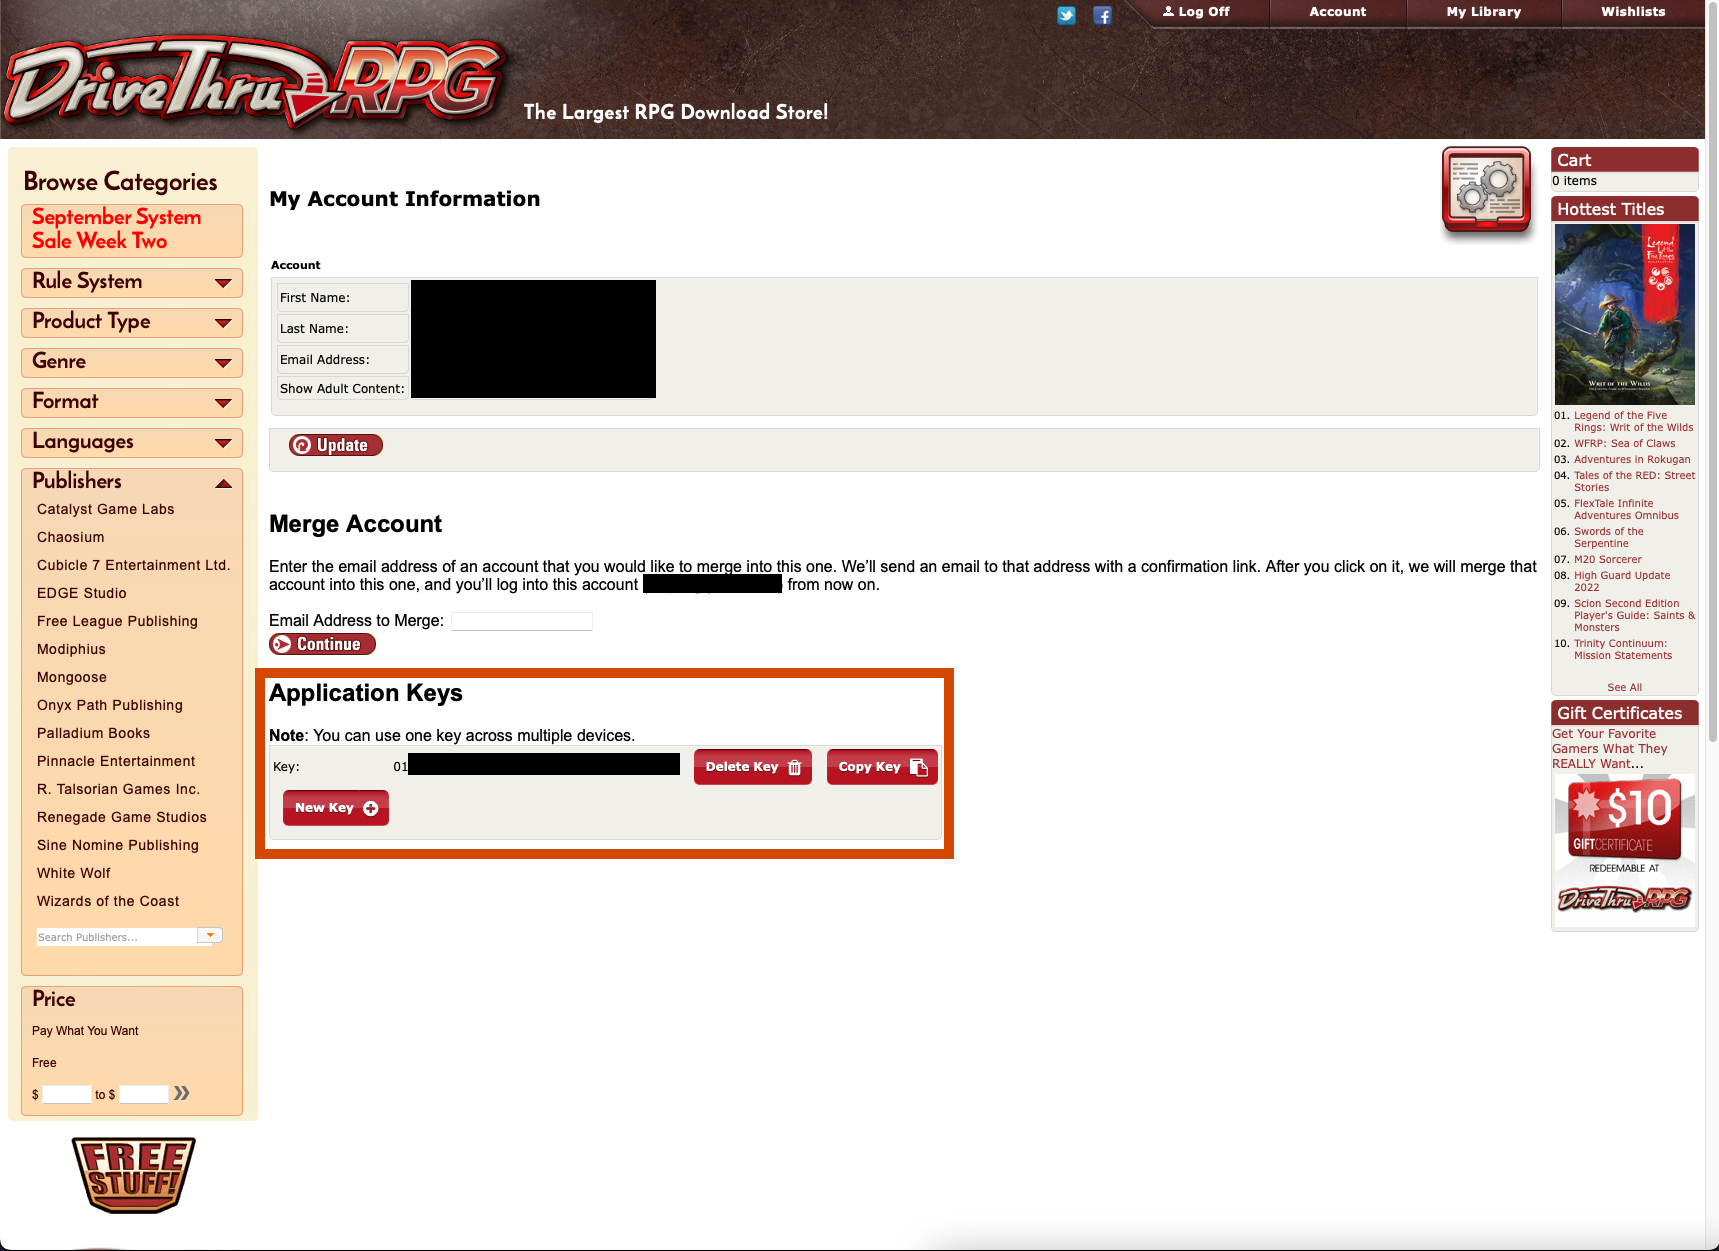 Log Off
Account
My Library
Wishlists
DriveThruRPG
The Largest RPG Download Store!
Browse Categories
September System
Sale Week Two
Rule System
Product Type
Genre
Format
Languages
Publishers
Catalyst Game Labs
Chaosium
Cubicle 7 Entertainment Ltd.
EDGE Studio
Free League Publishing
Modiphius
Mongoose
Onyx Path Publishing
Palladium Books
Pinnacle Entertainment
R. Talsorian Games Inc.
Renegade Game Studios
Sine Nomine Publishing
White Wolf
Wizards of the Coast
Search Publishers...
Price
Pay What You Want
Free
$ to $ »
FREE
STUFF!
My Account Information
Account
First Name:
Last Name:
Email Address:
Show Adult Content:
Update
Merge Account
Enter the email address of an account that you would like to merge into this one. We'll send an email to that address with a confirmation link. After you click on it, we will merge that
account into this one, and you'll log into this account from now on.
Email Address to Merge:
Continue
Application Keys
Note: You can use one key across multiple devices.
Key: 01
Delete Key
Copy Key
New Key
Cart
0 items
Hottest Titles
Legend
of the
Five Rings
WRIT OF THE WILDS
01. Legend of the Five
Rings: Writ of the Wilds
02. WFRP: Sea of Claws
03. Adventures in Rokugan
04. Tales of the RED: Street
Stories
05. FlexTale Infinite
Adventures Omnibus
06. Swords of the
Serpentine
07. M20 Sorcerer
08. High Guard Update
2022
09. Scion Second Edition
Player's Guide: Saints &
Monsters
10. Trinity Continuum:
Mission Statements
See All
Gift Certificates
Get Your Favorite
Gamers What They
REALLY Want...
$10
GIFTCERTIFICATE
REDEEMABLE AT
DriveThruRPG